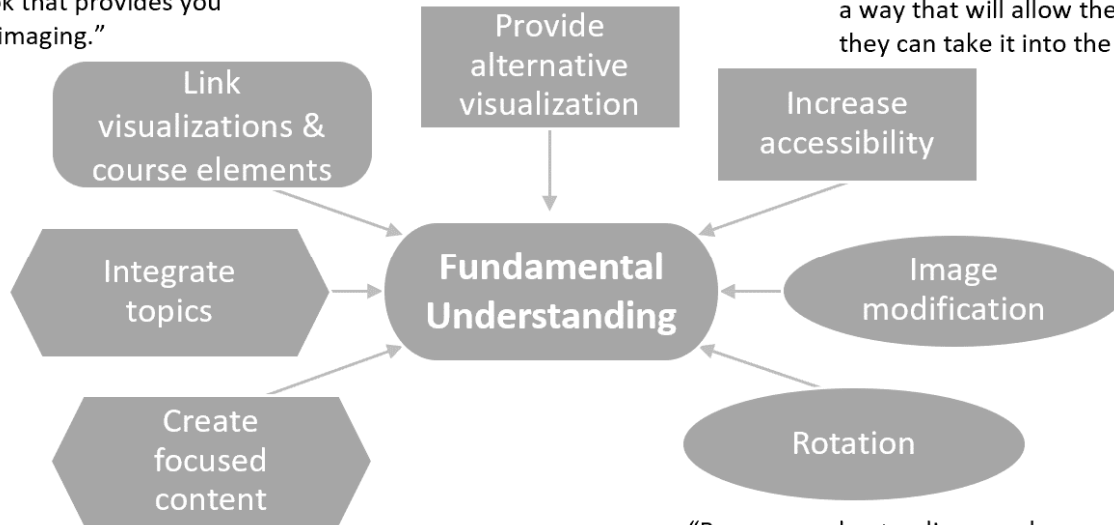 that provides you
imaging.”
Provide
alternative
visualization
a way that will allow the
they can take it into the
Link
visualizations &
course elements
Increase
accessibility
Integrate
topics
Fundamental
Understanding
Image
modification
Create
focused
content
Rotation